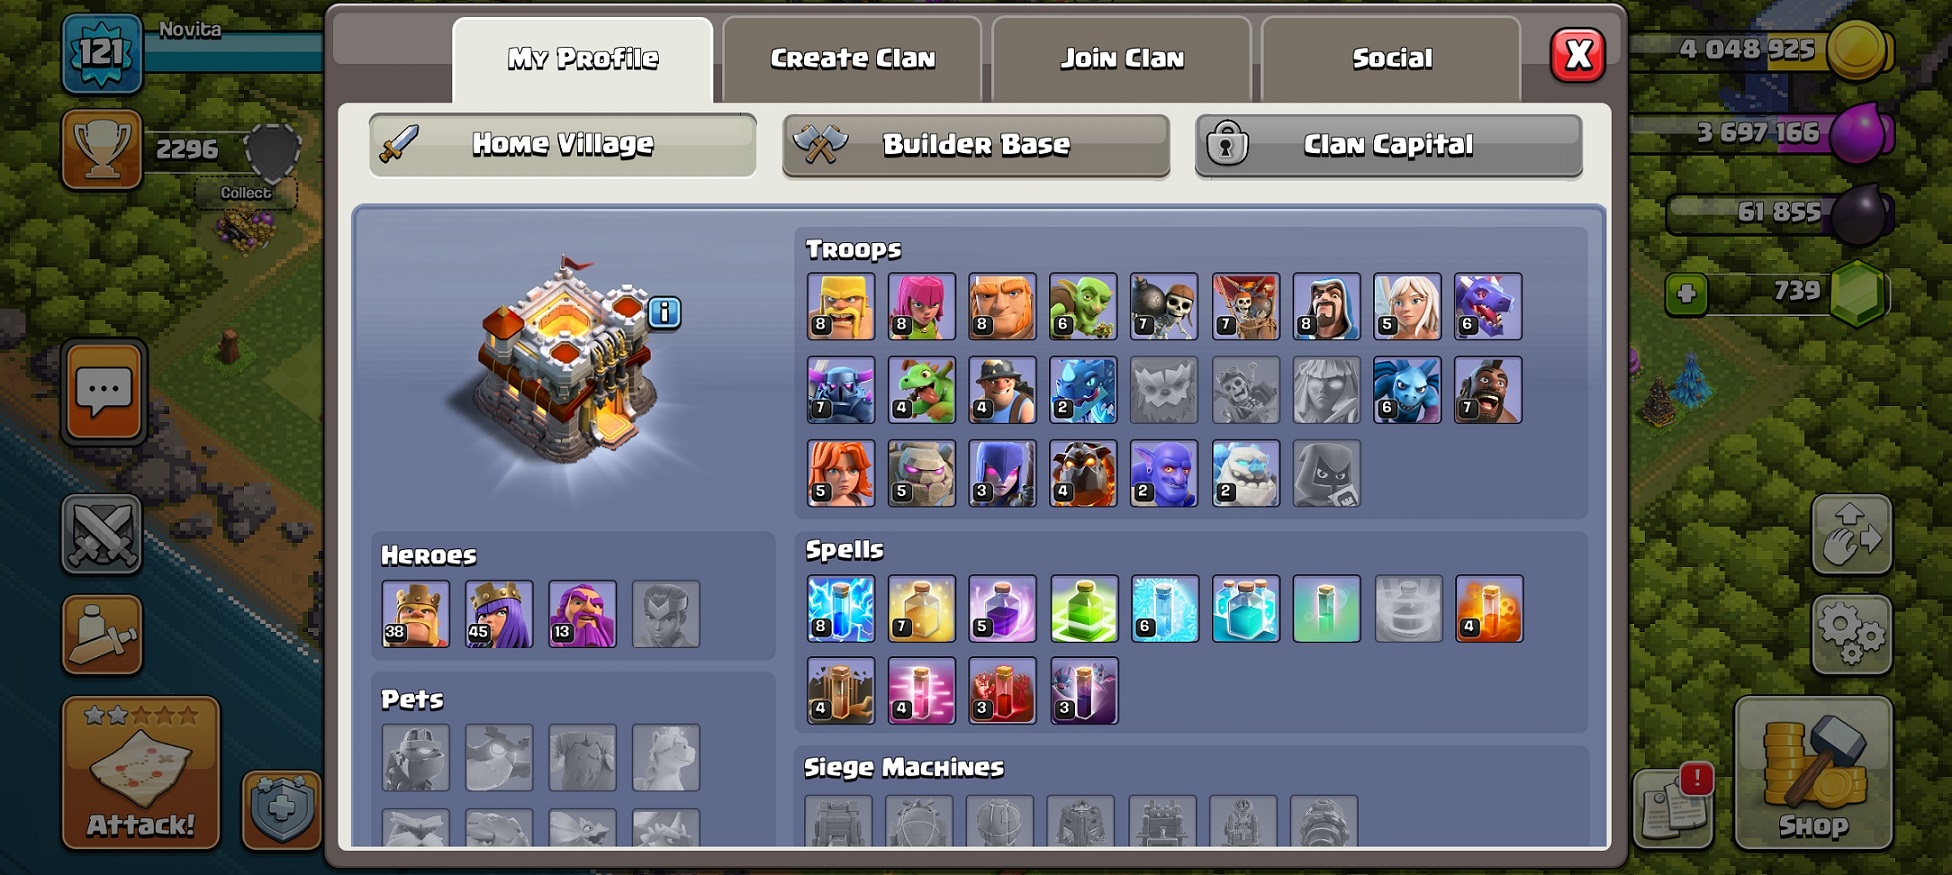 121
Novita
My Profile
Create Clan
Join Clan
Social
X
4 048 925
2296
Collect
Home Village
Builder Base
Clan Capital
3 697 166
61 855
739
i
Troops
8 8 8 6 7 7 8 5 6
7 4 4 2 6 7
5 5 3 4 2 2
Heroes
38 45 13
Spells
8 7 5 6 4
4 4 3 3
Pets
Siege Machines
Attack!
!
Shop